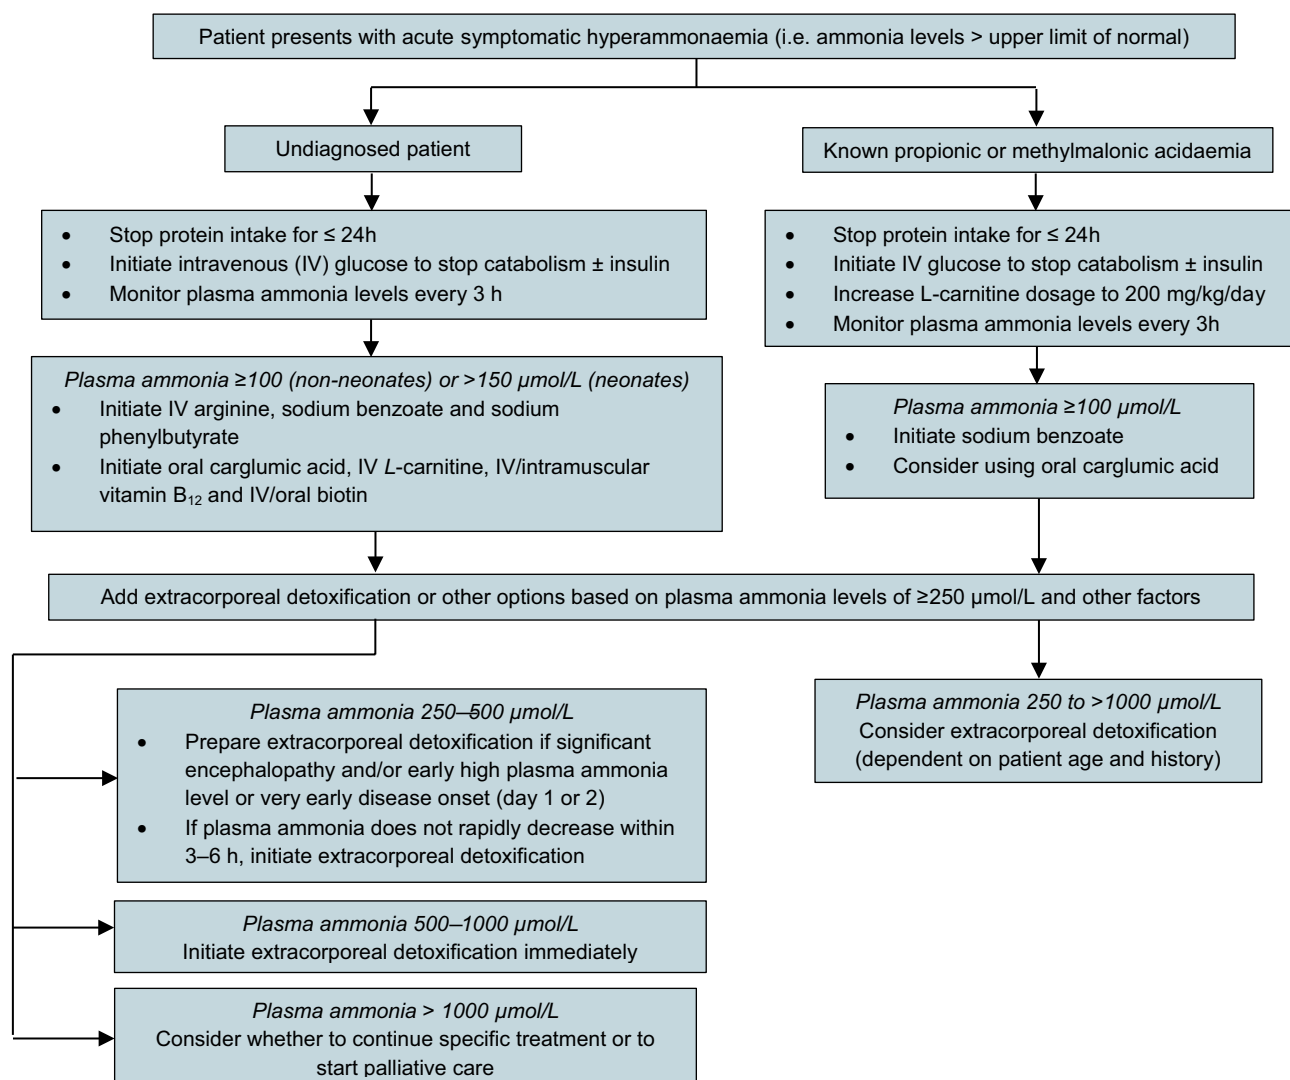 Patient presents with acute symptomatic hyperammonaemia (i.e. ammonia levels > upper limit of normal)
Undiagnosed patient
Known propionic or methylmalonic acidaemia
• Stop protein intake for ≤ 24h
• Initiate intravenous (IV) glucose to stop catabolism ± insulin
• Monitor plasma ammonia levels every 3 h
• Stop protein intake for ≤ 24h
• Initiate IV glucose to stop catabolism ± insulin
• Increase L-carnitine dosage to 200 mg/kg/day
• Monitor plasma ammonia levels every 3h
Plasma ammonia ≥100 (non-neonates) or >150 µmol/L (neonates)
• Initiate IV arginine, sodium benzoate and sodium
phenylbutyrate
• Initiate oral carglumic acid, IV L-carnitine, IV/intramuscular
vitamin B12 and IV/oral biotin
Plasma ammonia ≥100 µmol/L
• Initiate sodium benzoate
• Consider using oral carglumic acid
Add extracorporeal detoxification or other options based on plasma ammonia levels of ≥250 µmol/L and other factors
Plasma ammonia 250–500 µmol/L
• Prepare extracorporeal detoxification if significant
encephalopathy and/or early high plasma ammonia
level or very early disease onset (day 1 or 2)
• If plasma ammonia does not rapidly decrease within
3–6 h, initiate extracorporeal detoxification
Plasma ammonia 250 to >1000 µmol/L
Consider extracorporeal detoxification
(dependent on patient age and history)
Plasma ammonia 500–1000 µmol/L
Initiate extracorporeal detoxification immediately
Plasma ammonia > 1000 µmol/L
Consider whether to continue specific treatment or to
start palliative care